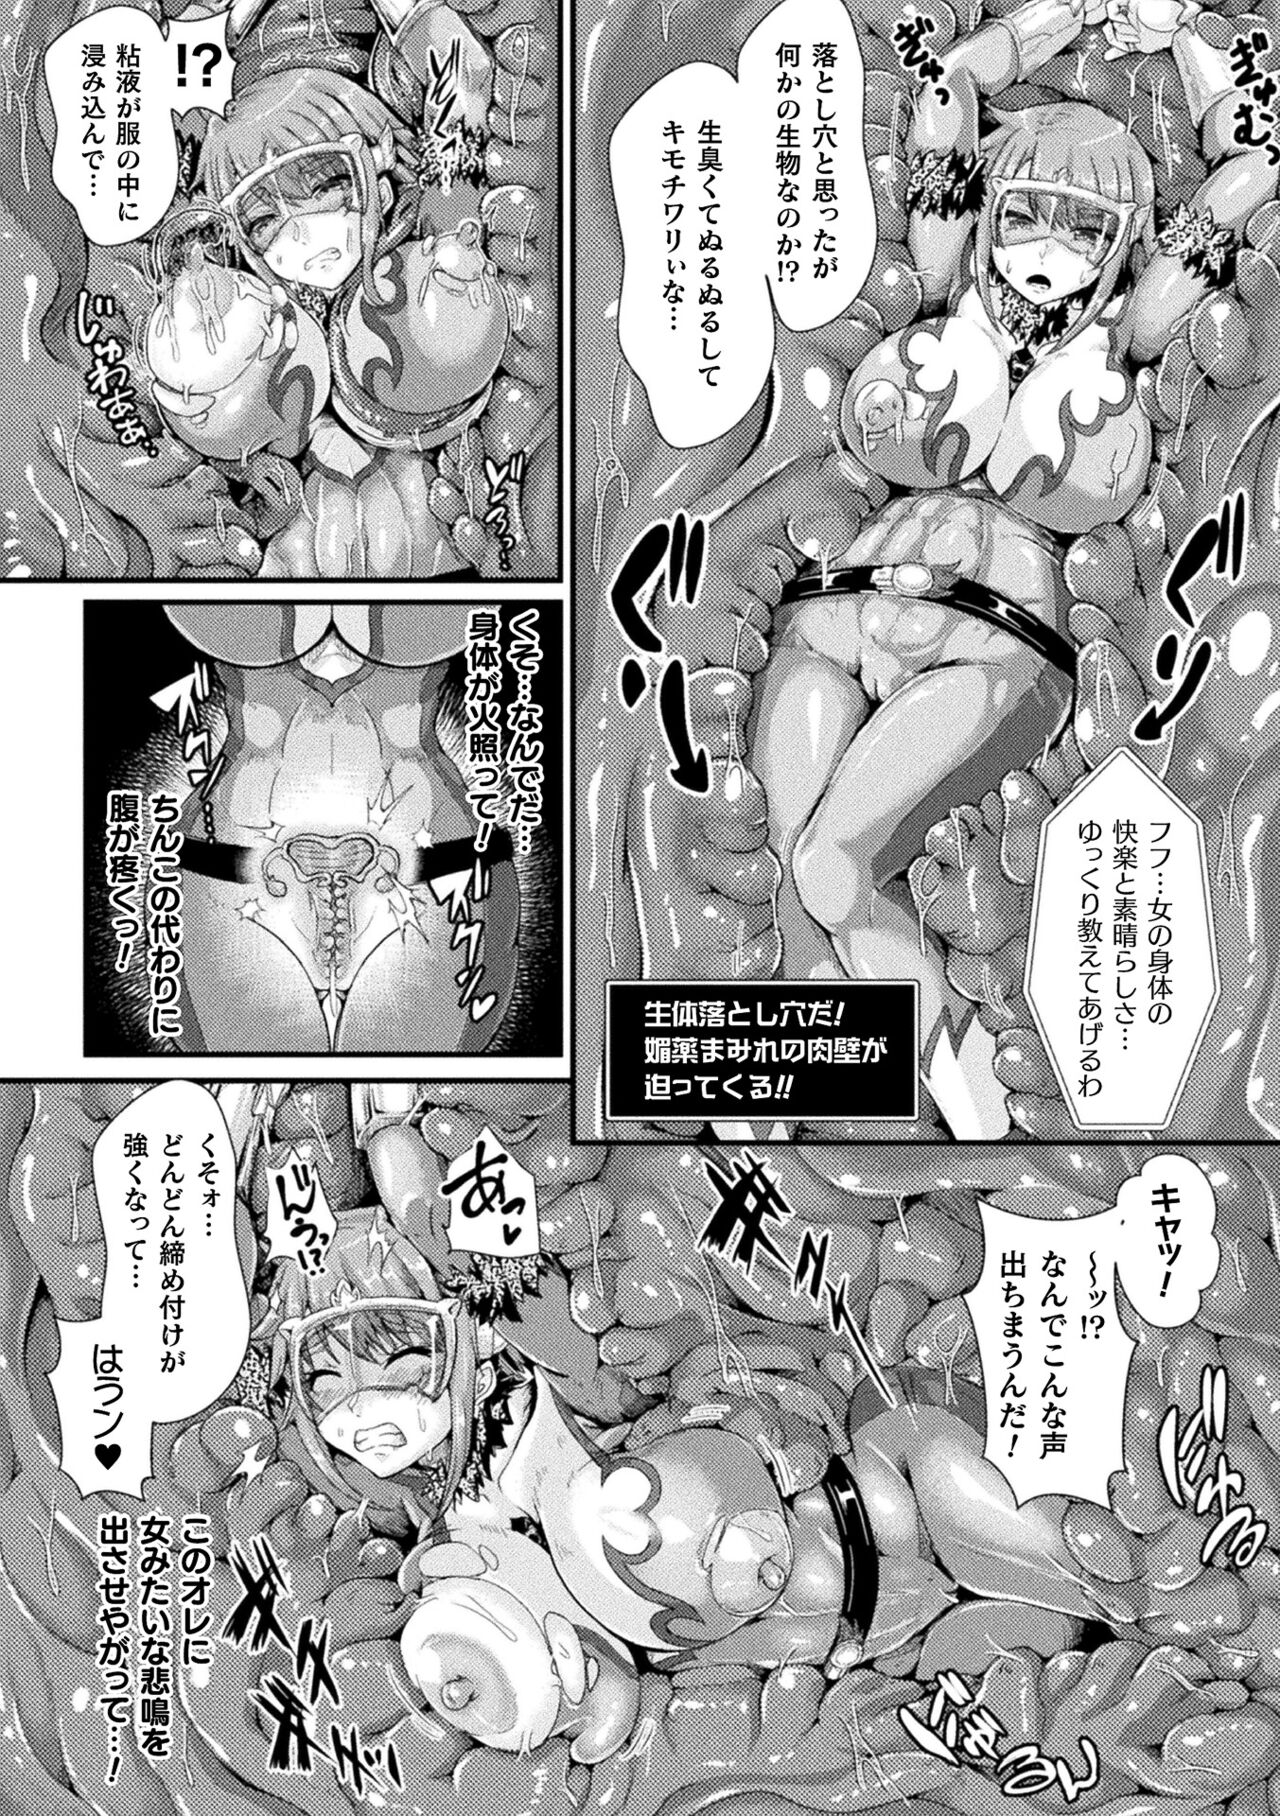 落とし穴と思ったが
何かの生物なのか!?
生臭くてぬるぬるして
キモチワリぃな…
ぎゅっ
ぎゅむっ
フフ…女の身体の
快楽と素晴らしさ…
ゆっくり教えてあげるわ
生体落とし穴だ!
媚薬まみれの肉壁が
迫ってくる!!
!?
粘液が服の中に
浸み込んで…
じゅわあぁぁ…
どろっ…
くそ…なんでだ…
身体が火照って!
ちんこの代わりに
腹が疼くっ!
キャッ!
～ッ!?
なんでこんな声
出ちまうんだ!
あっ♥
んうっ!?
くそォ…
どんどん締め付けが
強くなって…
はうン♥
このオレに
女みたいな悲鳴を
出させやがって…!